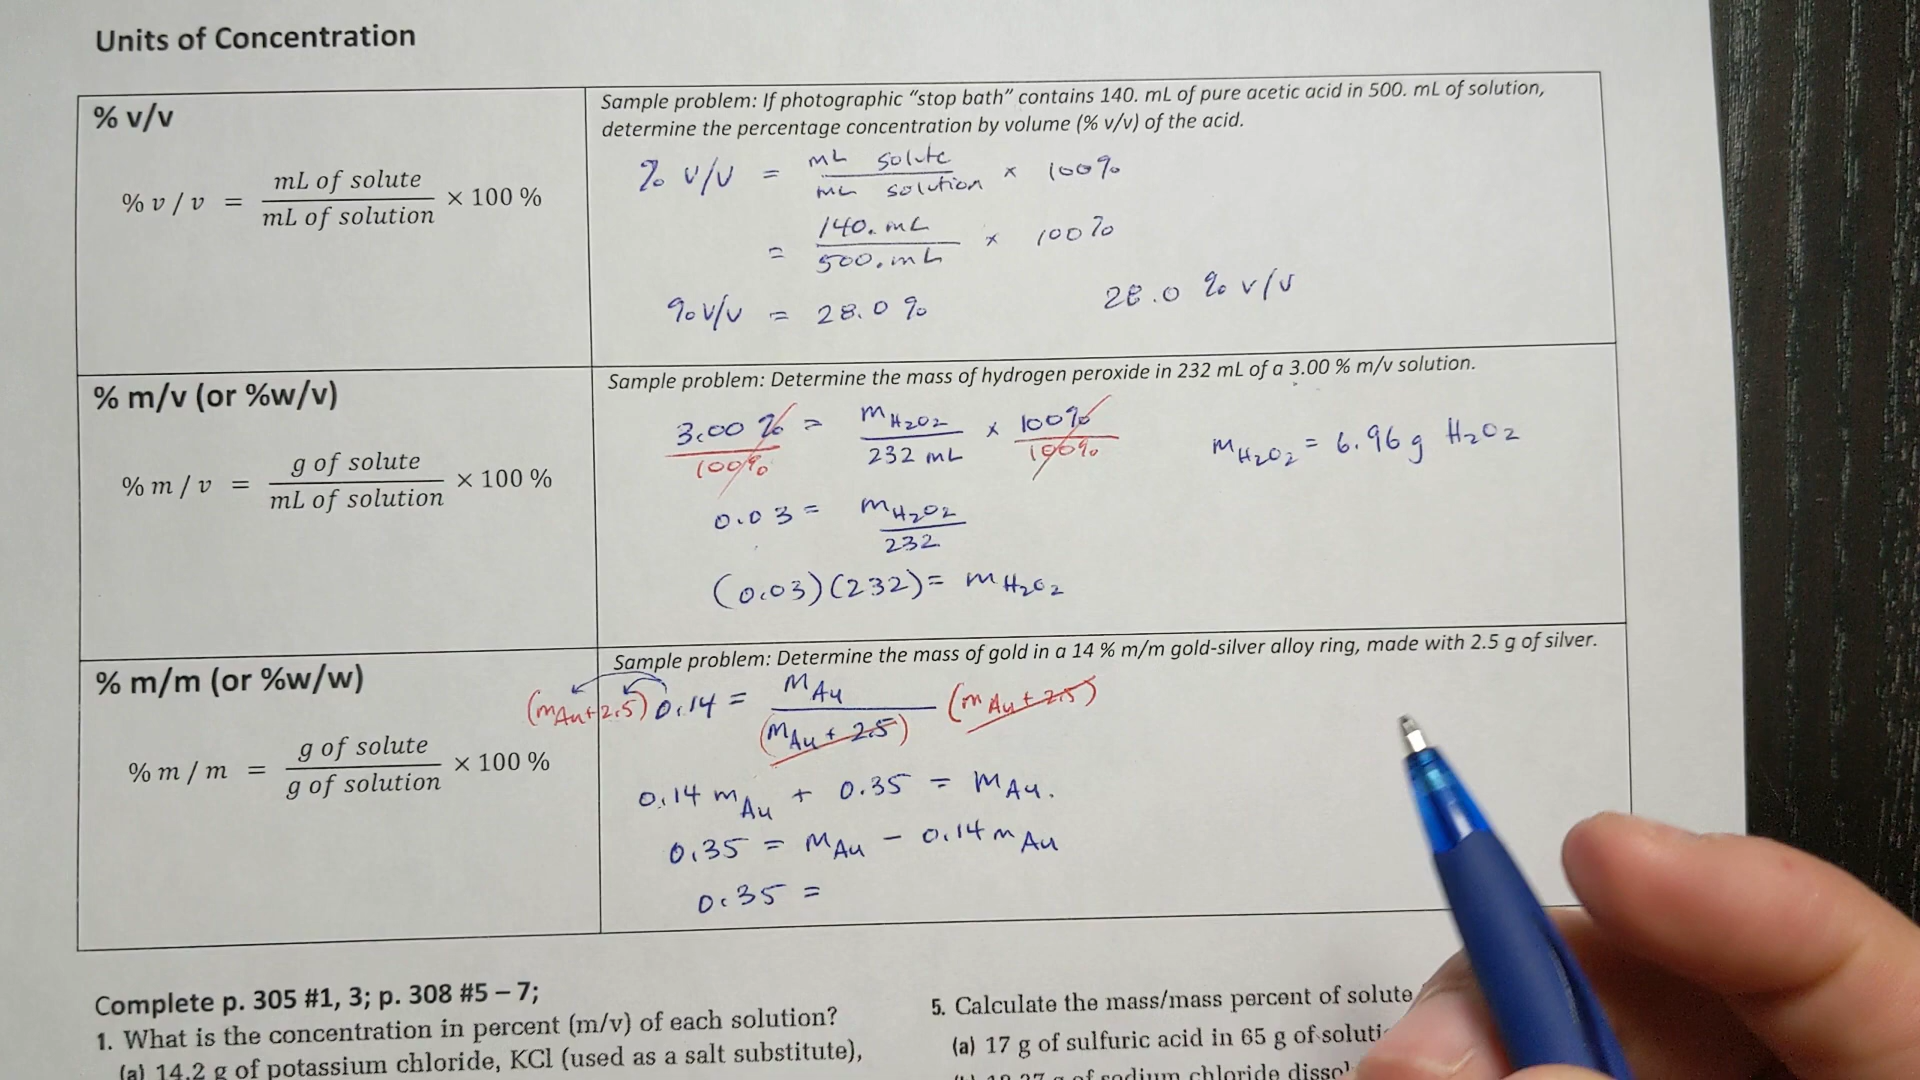 Units of Concentration
% v/v
% v / v = mL of solute / mL of solution × 100 %
Sample problem: If photographic “stop bath” contains 140. mL of pure acetic acid in 500. mL of solution,
determine the percentage concentration by volume (% v/v) of the acid.
% v/v = mL solute / mL solution × 100%
= 140. mL / 500. mL × 100%
% v/v = 28.0 %
28.0 % v/v
% m/v (or %w/v)
% m / v = g of solute / mL of solution × 100 %
Sample problem: Determine the mass of hydrogen peroxide in 232 mL of a 3.00 % m/v solution.
3.00 % / 100% = mH2O2 / 232 mL × 100% / 100%
mH2O2 = 6.96 g H2O2
0.03 = mH2O2 / 232
(0.03)(232) = mH2O2
% m/m (or %w/w)
% m / m = g of solute / g of solution × 100 %
Sample problem: Determine the mass of gold in a 14 % m/m gold-silver alloy ring, made with 2.5 g of silver.
(mAu+2.5) 0.14 = mAu / (mAu + 2.5) (mAu + 2.5)
0.14 mAu + 0.35 = mAu.
0.35 = mAu - 0.14 mAu
0.35 =
Complete p. 305 #1, 3; p. 308 #5 – 7;
1. What is the concentration in percent (m/v) of each solution?
(a) 14.2 g of potassium chloride, KCl (used as a salt substitute),
5. Calculate the mass/mass percent of solute
(a) 17 g of sulfuric acid in 65 g of
of sodium chloride